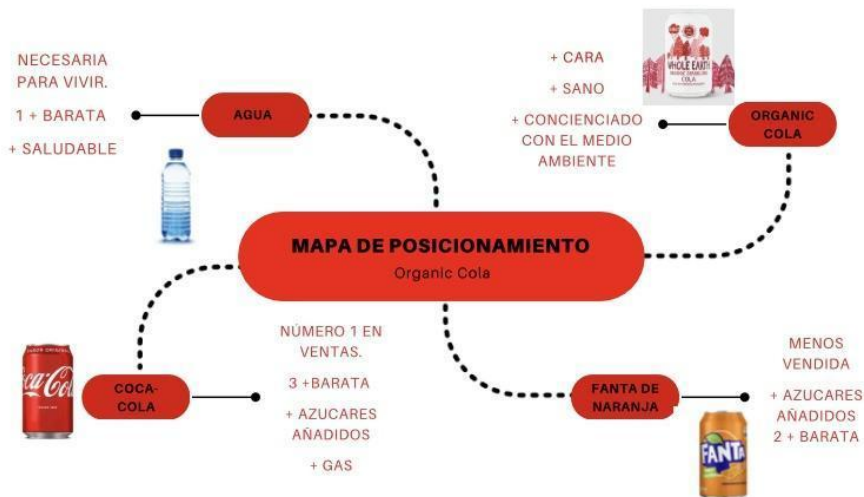 NECESARIA
PARA VIVIR.
1 + BARATA
+ SALUDABLE
AGUA
+ CARA
+ SANO
+ CONCIENCIADO
CON EL MEDIO
AMBIENTE
WHOLE EARTH
COLA
ORGANIC
COLA
MAPA DE POSICIONAMIENTO
Organic Cola
Coca-Cola
COCA-
COLA
NÚMERO 1 EN
VENTAS.
3 +BARATA
+ AZUCARES
AÑADIDOS
+ GAS
FANTA DE
NARANJA
MENOS
VENDIDA
+ AZUCARES
AÑADIDOS
2 + BARATA
FANTA